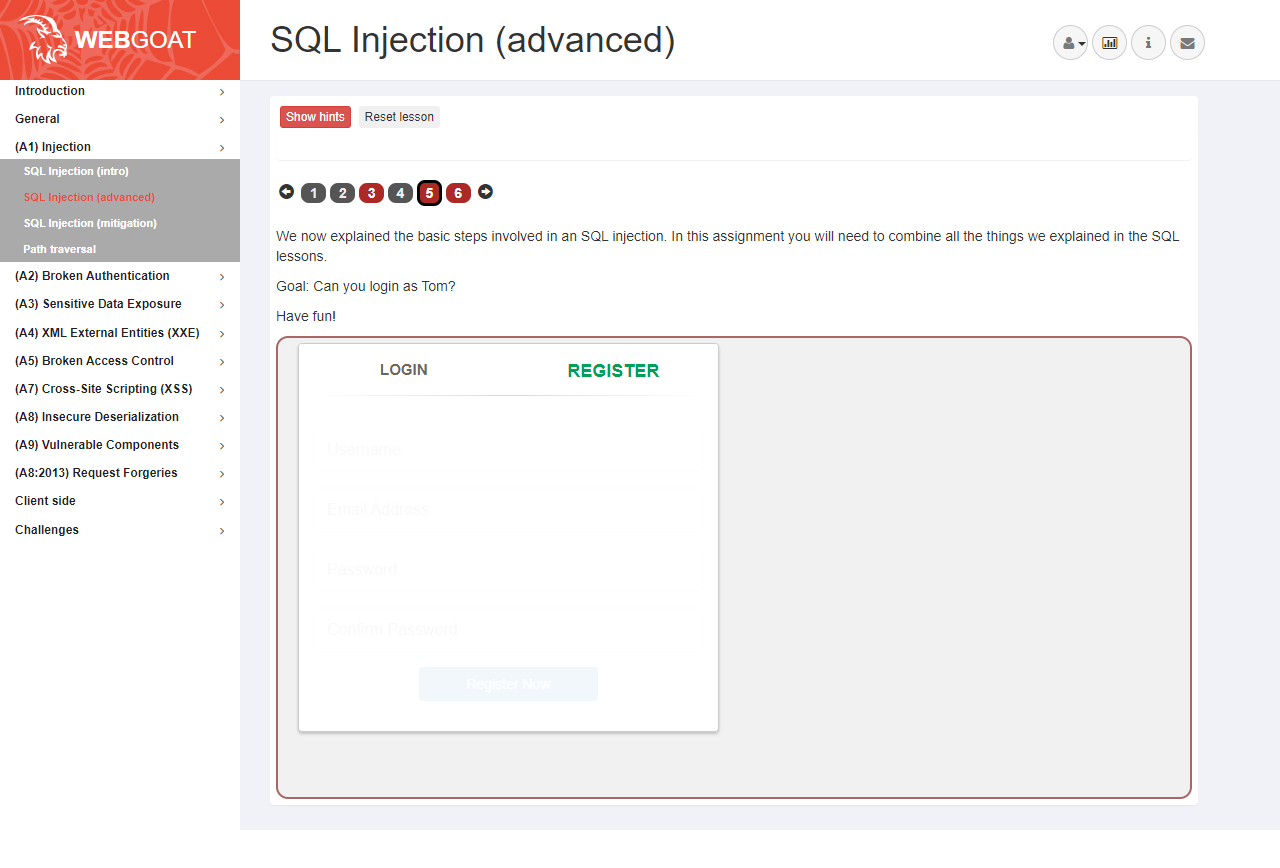 WEBGOAT
SQL Injection (advanced)
Introduction
General
(A1) Injection
SQL Injection (intro)
SQL Injection (advanced)
SQL Injection (mitigation)
Path traversal
(A2) Broken Authentication
(A3) Sensitive Data Exposure
(A4) XML External Entities (XXE)
(A5) Broken Access Control
(A7) Cross-Site Scripting (XSS)
(A8) Insecure Deserialization
(A9) Vulnerable Components
(A8:2013) Request Forgeries
Client side
Challenges
Show hints Reset lesson
1 2 3 4 5 6
We now explained the basic steps involved in an SQL injection. In this assignment you will need to combine all the things we explained in the SQL
lessons.
Goal: Can you login as Tom?
Have fun!
LOGIN REGISTER
Username
Email Address
Password
Confirm Password
Register Now